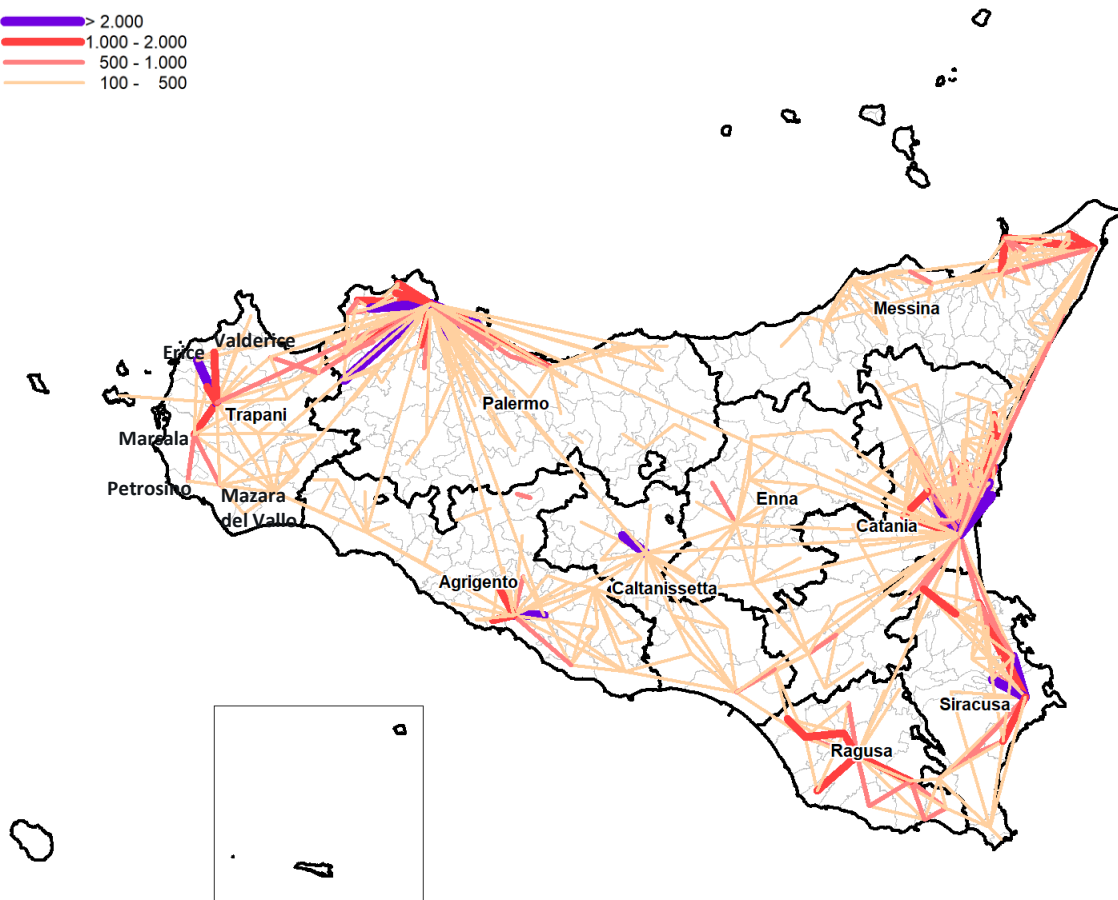 > 2.000
1.000 - 2.000
500 - 1.000
100 - 500
Messina
Valderice
Erice
Palermo
Trapani
Marsala
Petrosino
Mazara
del Vallo
Enna
Catania
Agrigento
Caltanissetta
Siracusa
Ragusa